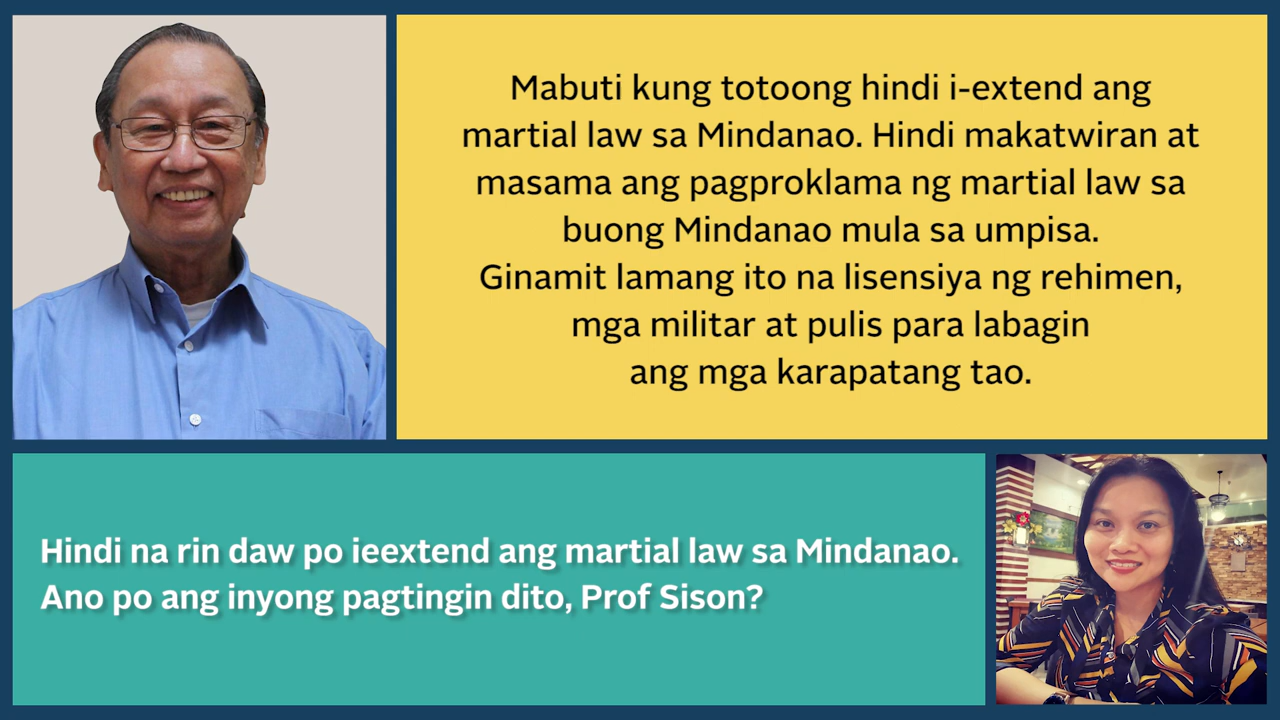 Mabuti kung totoong hindi i-extend ang
martial law sa Mindanao. Hindi makatwiran at
masama ang pagproklama ng martial law sa
buong Mindanao mula sa umpisa.
Ginamit lamang ito na lisensiya ng rehimen,
mga militar at pulis para labagin
ang mga karapatang tao.
Hindi na rin daw po ieextend ang martial law sa Mindanao.
Ano po ang inyong pagtingin dito, Prof Sison?